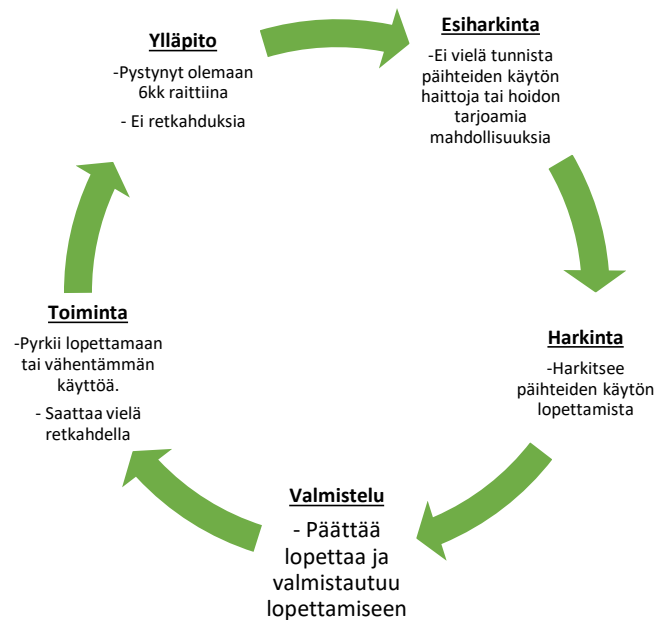 Esiharkinta
-Ei vielä tunnista
päihteiden käytön
haittoja tai hoidon
tarjoamia
mahdollisuuksia
Harkinta
-Harkitsee
päihteiden käytön
lopettamista
Valmistelu
- Päättää
lopettaa ja
valmistautuu
lopettamiseen
Toiminta
-Pyrkii lopettamaan
tai vähentämmän
käyttöä.
- Saattaa vielä
retkahdella
Ylläpito
-Pystynyt olemaan
6kk raittiina
- Ei retkahduksia